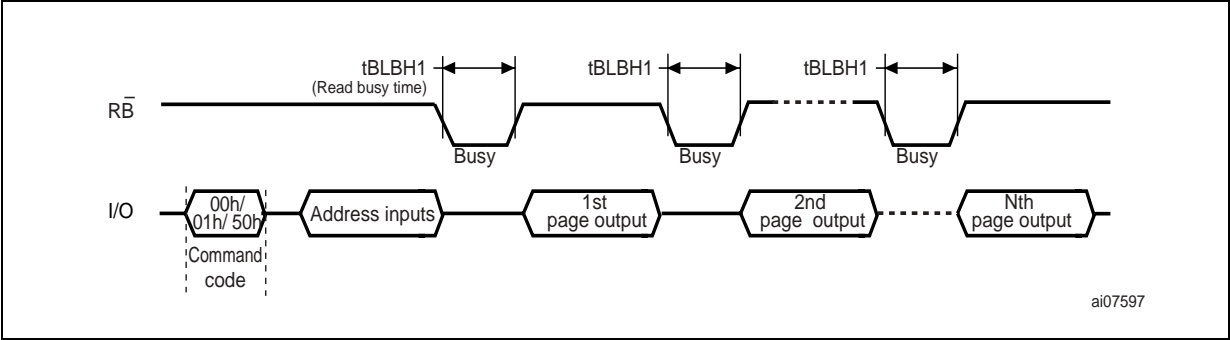 tBLBH1
(Read busy time)
tBLBH1
tBLBH1
RB̅
Busy
Busy
Busy
I/O
00h/
01h/ 50h
Address inputs
1st
page output
2nd
page output
Nth
page output
Command
code
ai07597